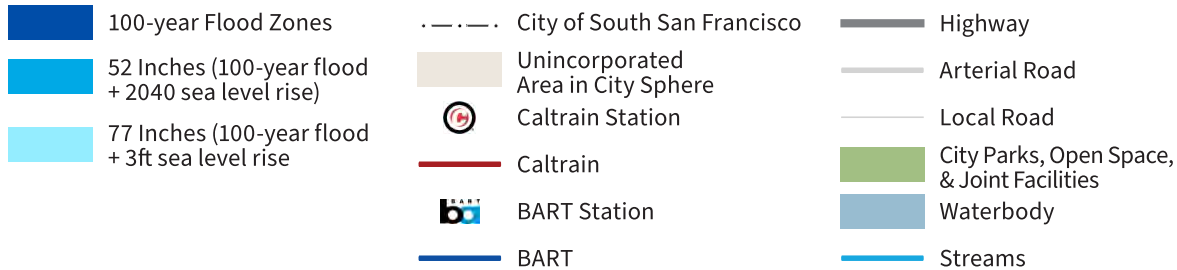 100-year Flood Zones
52 Inches (100-year flood
+ 2040 sea level rise)
77 Inches (100-year flood
+ 3ft sea level rise
City of South San Francisco
Unincorporated
Area in City Sphere
C
Caltrain Station
Caltrain
BART
ba
BART Station
BART
Highway
Arterial Road
Local Road
City Parks, Open Space,
& Joint Facilities
Waterbody
Streams